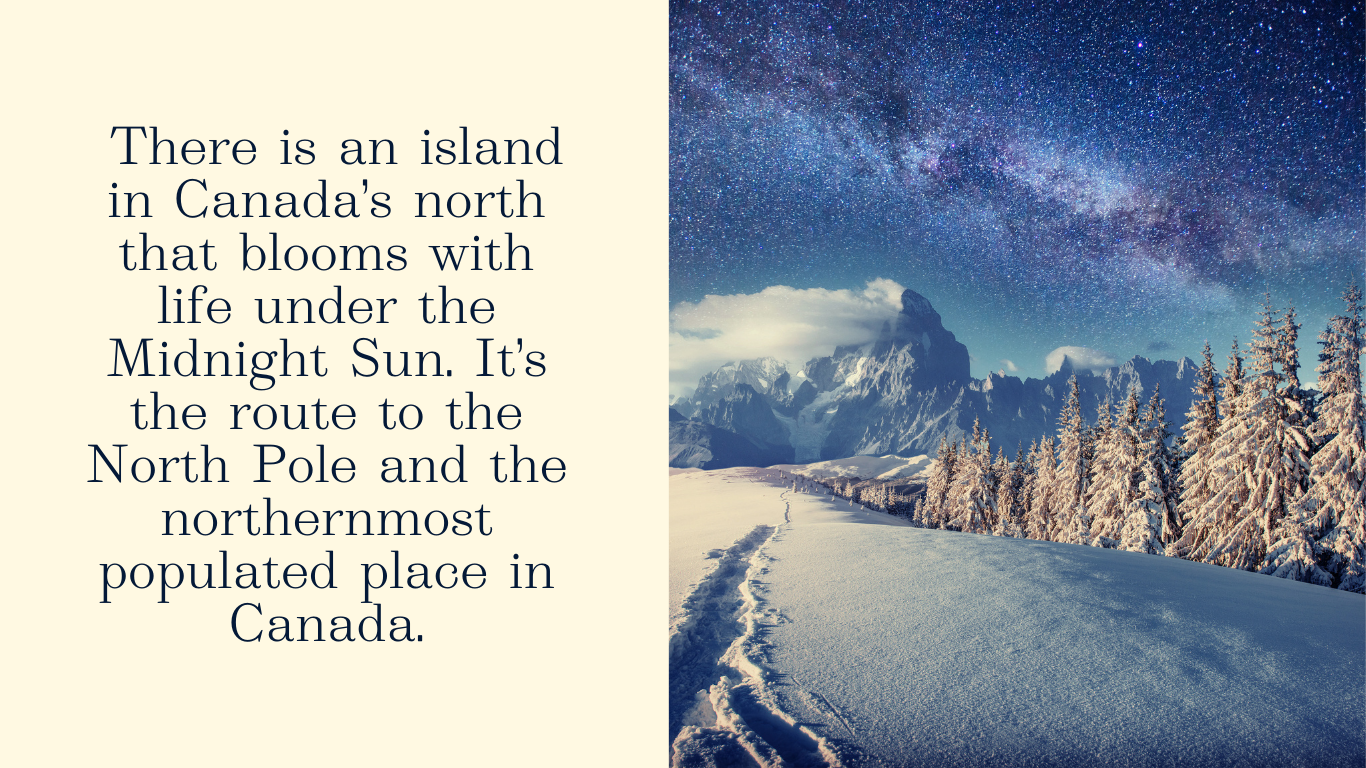 There is an island
in Canada's north
that blooms with
life under the
Midnight Sun. It's
the route to the
North Pole and the
northernmost
populated place in
Canada.